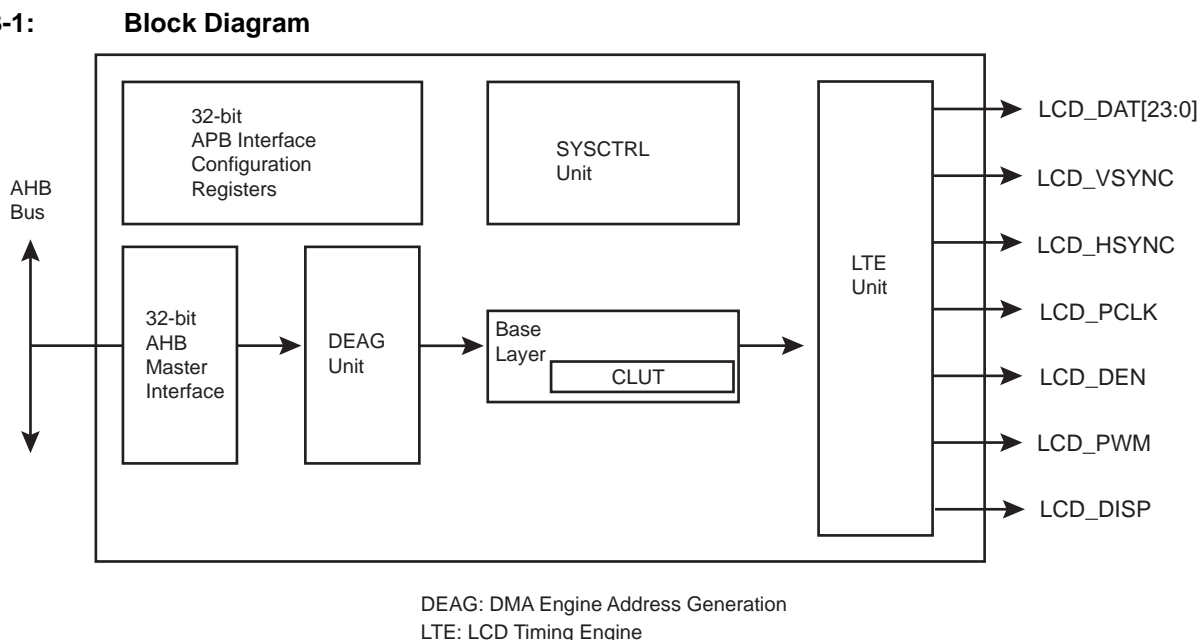 -1:
Block Diagram
32-bit
APB Interface
Configuration
Registers
SYSCTRL
Unit
AHB
Bus
32-bit
AHB
Master
Interface
DEAG
Unit
Base
Layer
CLUT
LTE
Unit
LCD_DAT[23:0]
LCD_VSYNC
LCD_HSYNC
LCD_PCLK
LCD_DEN
LCD_PWM
LCD_DISP
DEAG: DMA Engine Address Generation
LTE: LCD Timing Engine